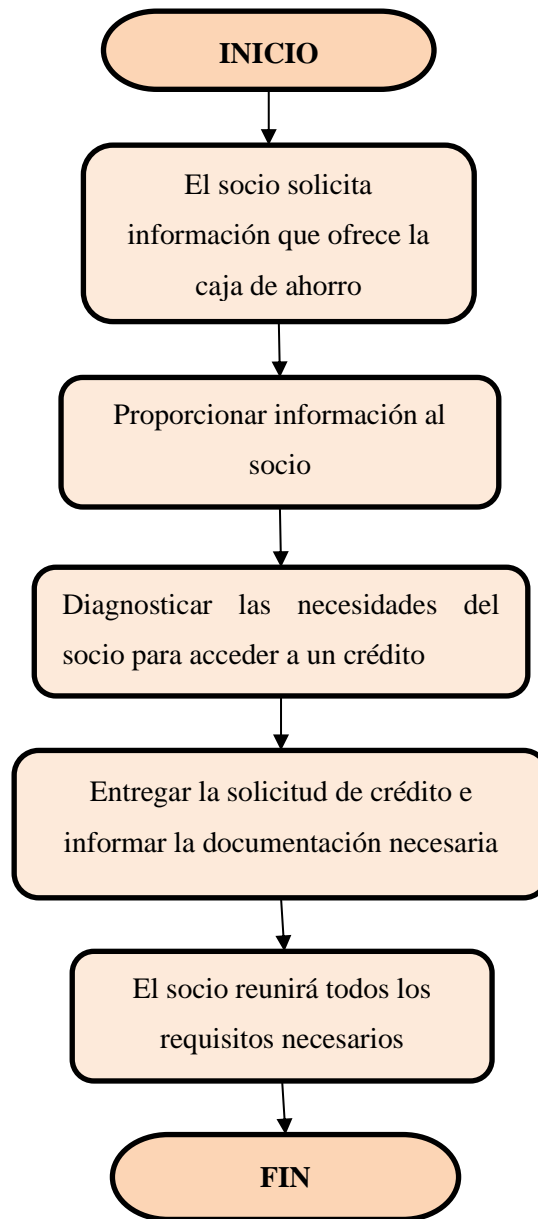 INICIO
El socio solicita
información que ofrece la
caja de ahorro
Proporcionar información al
socio
Diagnosticar las necesidades del
socio para acceder a un crédito
Entregar la solicitud de crédito e
informar la documentación necesaria
El socio reunirá todos los
requisitos necesarios
FIN